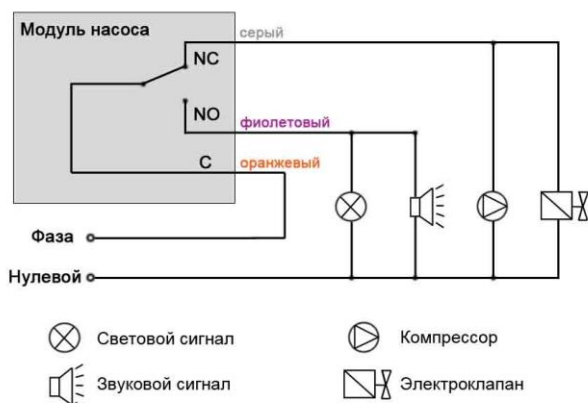 Модуль насоса
серый
NC
NO
фиолетовый
C
оранжевый
Фаза
Нулевой
Световой сигнал
Компрессор
Звуковой сигнал
Электроклапан